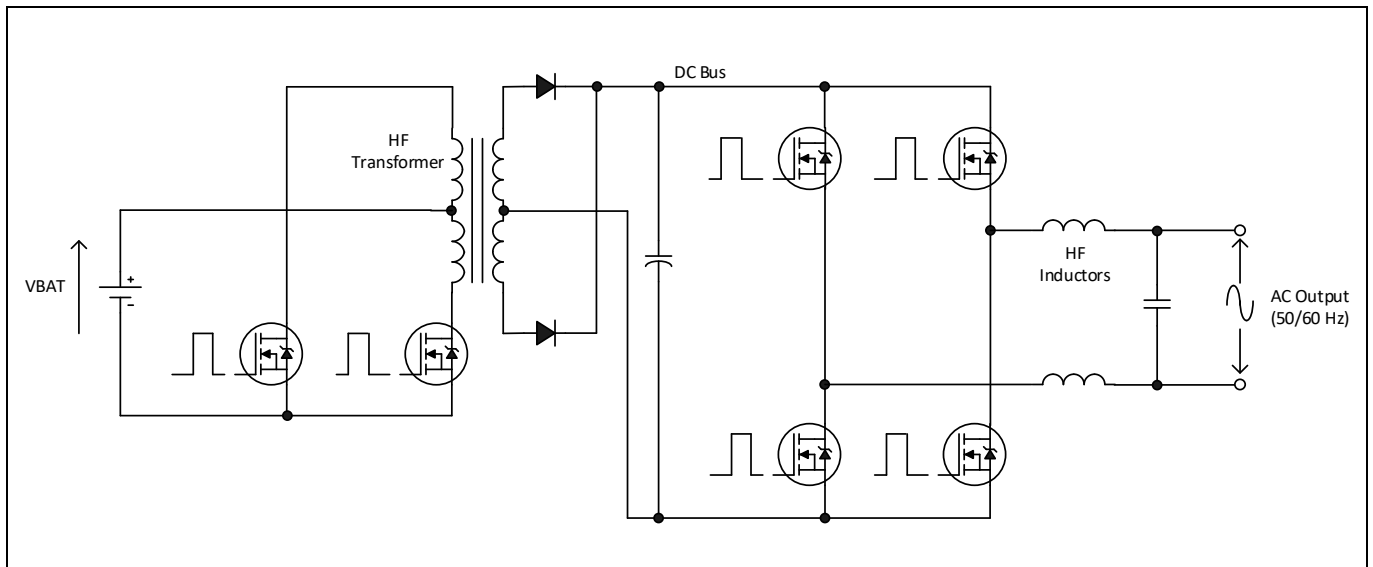 DC Bus
HF
Transformer
VBAT
+
-
HF
Inductors
AC Output
(50/60 Hz)